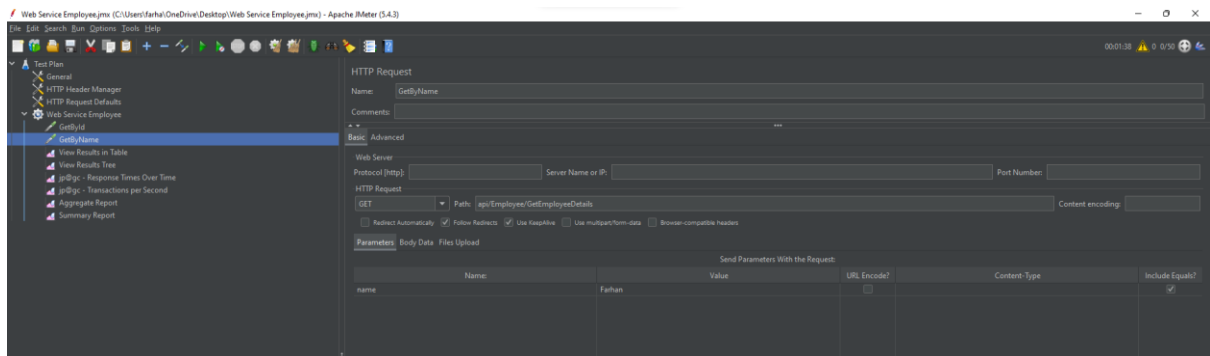 Web Service Employee.jmx (C:\Users\farha\OneDrive\Desktop\Web Service Employee.jmx) - Apache JMeter (5.4.3)
File Edit Search Run Options Tools Help
00:01:38 0 0/50
Test Plan
General
HTTP Header Manager
HTTP Request Defaults
Web Service Employee
GetById
GetByName
View Results in Table
View Results Tree
jp@gc - Response Times Over Time
jp@gc - Transactions per Second
Aggregate Report
Summary Report
HTTP Request
Name: GetByName
Comments:
Basic Advanced
Web Server
Protocol [http]: Server Name or IP: Port Number:
HTTP Request
GET Path: api/Employee/GetEmployeeDetails Content encoding:
Redirect Automatically Follow Redirects Use KeepAlive Use multipart/form-data Browser-compatible headers
Parameters Body Data Files Upload
Send Parameters With the Request:
Name: Value URL Encode? Content-Type Include Equals?
name Farhan